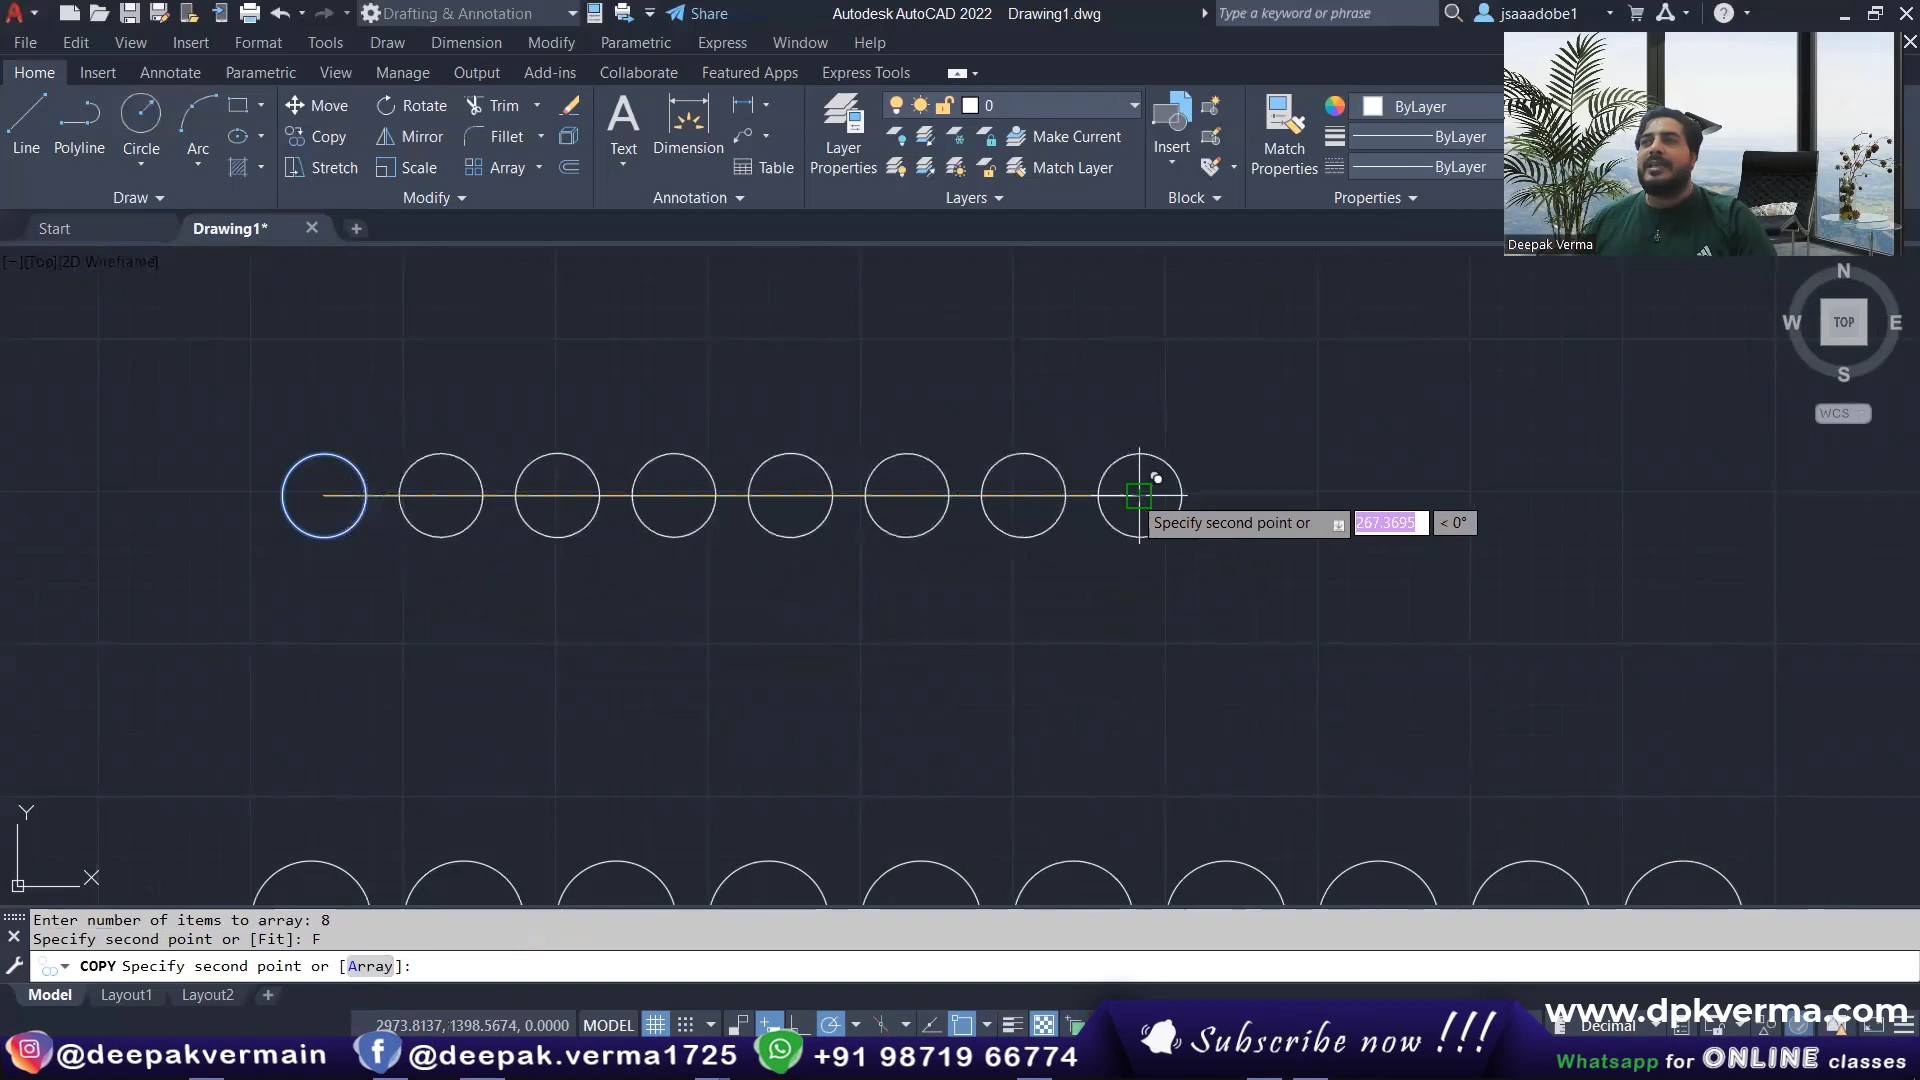 Drafting & Annotation
Share
Autodesk AutoCAD 2022 Drawing1.dwg
Type a keyword or phrase
jsaaadobe1
File Edit View Insert Format Tools Draw Dimension Modify Parametric Express Window Help
Home Insert Annotate Parametric View Manage Output Add-ins Collaborate Featured Apps Express Tools
Line Polyline Circle Arc
Move Rotate Trim
Copy Mirror Fillet
Stretch Scale Array
Text Dimension Table
Layer Properties
0
Make Current
Match Layer
Insert
Match Properties
ByLayer
ByLayer
ByLayer
Draw Modify Annotation Layers Block Properties
Deepak Verma
Start Drawing1*
[−][Top][2D Wireframe]
N
W TOP E
S
WCS
Specify second point or 267.3695 < 0°
Y
X
Enter number of items to array: 8
Specify second point or [Fit]: F
COPY Specify second point or [Array]:
Model Layout1 Layout2
2973.8137, 1398.5674, 0.0000 MODEL
Decimal
www.dpkverma.com
@deepakvermain
@deepak.verma1725
+91 98719 66774
Subscribe now !!!
Whatsapp for ONLINE classes